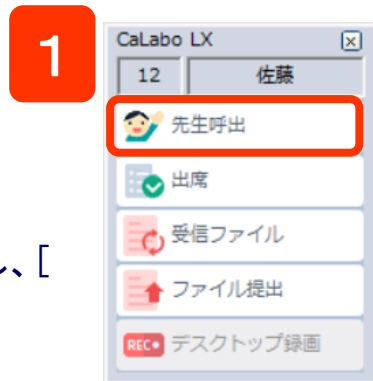 1
CaLabo LX
12 佐藤
先生呼出
出席
、[
受信ファイル
ファイル提出
REC● デスクトップ録画